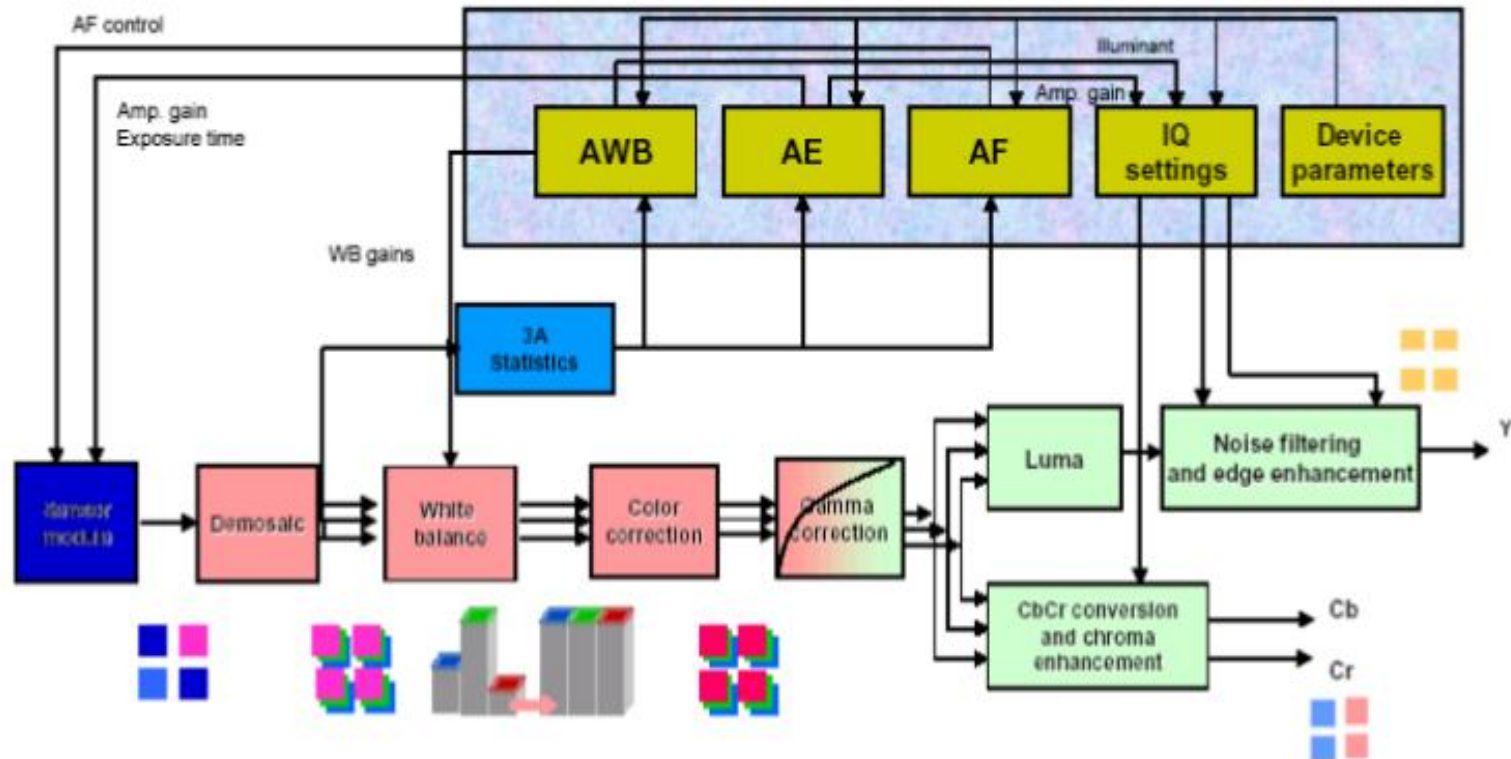 AF control
Illuminant
Amp. gain
Amp. gain
Exposure time
AWB
AE
AF
IQ
settings
Device
parameters
WB gains
3A
Statistics
Y
Luma
Noise filtering
and edge enhancement
Sensor
Demosaic
White
balance
Color
correction
Gamma
correction
CbCr conversion
and chroma
enhancement
Cb
Cr